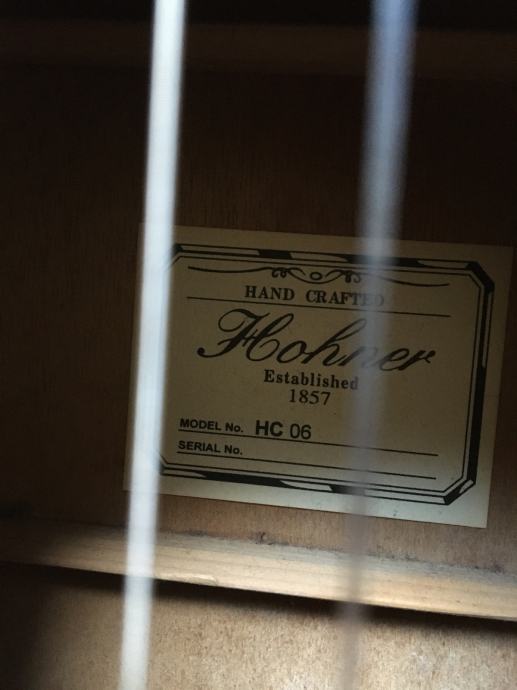 HAND CRAFTED
Hohner
Established
1857
MODEL No. HC 06
SERIAL No.